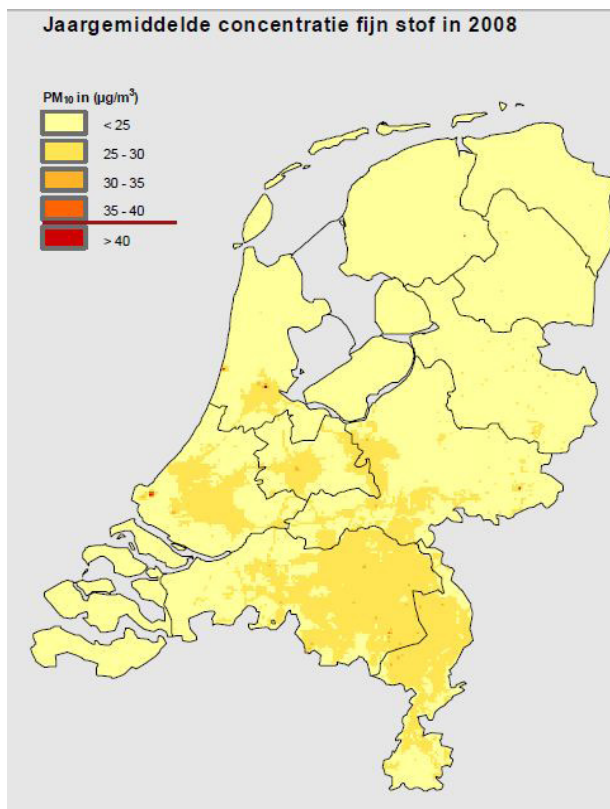 Jaargemiddelde concentratie fijn stof in 2008
PM₁₀ in (µg/m³)
< 25
25 - 30
30 - 35
35 - 40
> 40